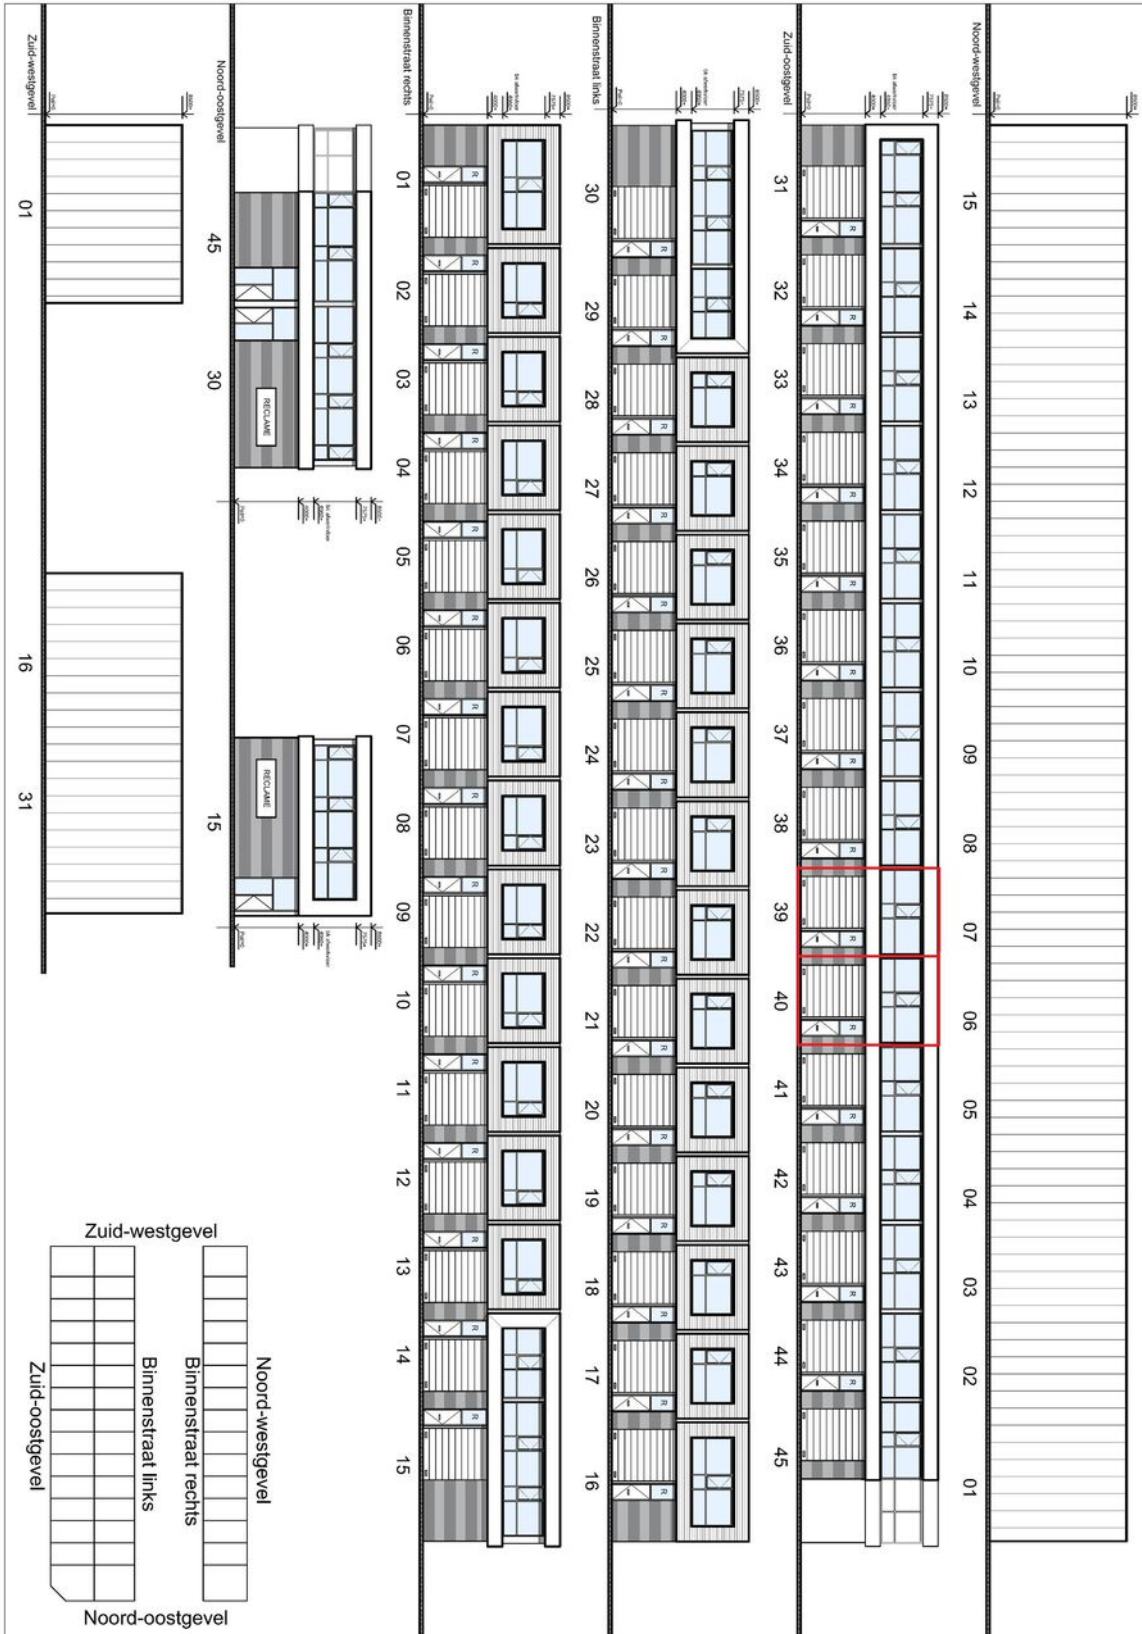 Noord-westgevel
15 14 13 12 11 10 09 08 07 06 05 04 03 02 01
R R R R R R R R R R R R R R R
Zuid-oostgevel
31 32 33 34 35 36 37 38 39 40 41 42 43 44 45
R R R R R R R R R R R R R R R
Binnenstraat links
30 29 28 27 26 25 24 23 22 21 20 19 18 17 16
R R R R R R R R R R R R R R R
Binnenstraat rechts
01 02 03 04 05 06 07 08 09 10 11 12 13 14 15
RECLAME
RECLAME
Noord-oostgevel
45 30 15
Zuid-westgevel
01 16 31
Zuid-westgevel
Noord-westgevel
Binnenstraat rechts
Binnenstraat links
Zuid-oostgevel
Noord-oostgevel